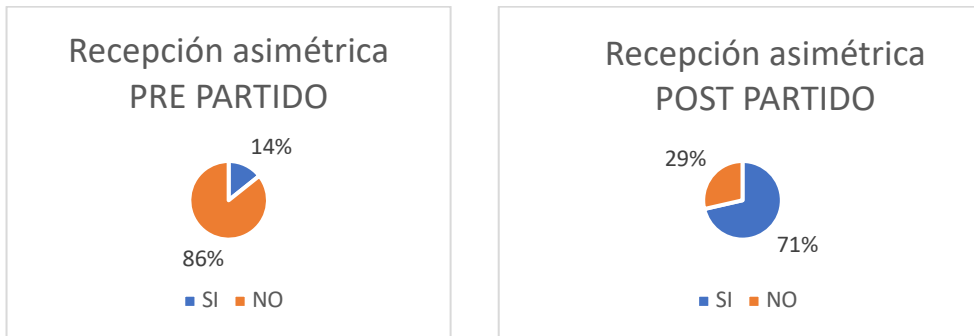 Recepción asimétrica
PRE PARTIDO
14%
86%
SI NO
Recepción asimétrica
POST PARTIDO
29%
71%
SI NO